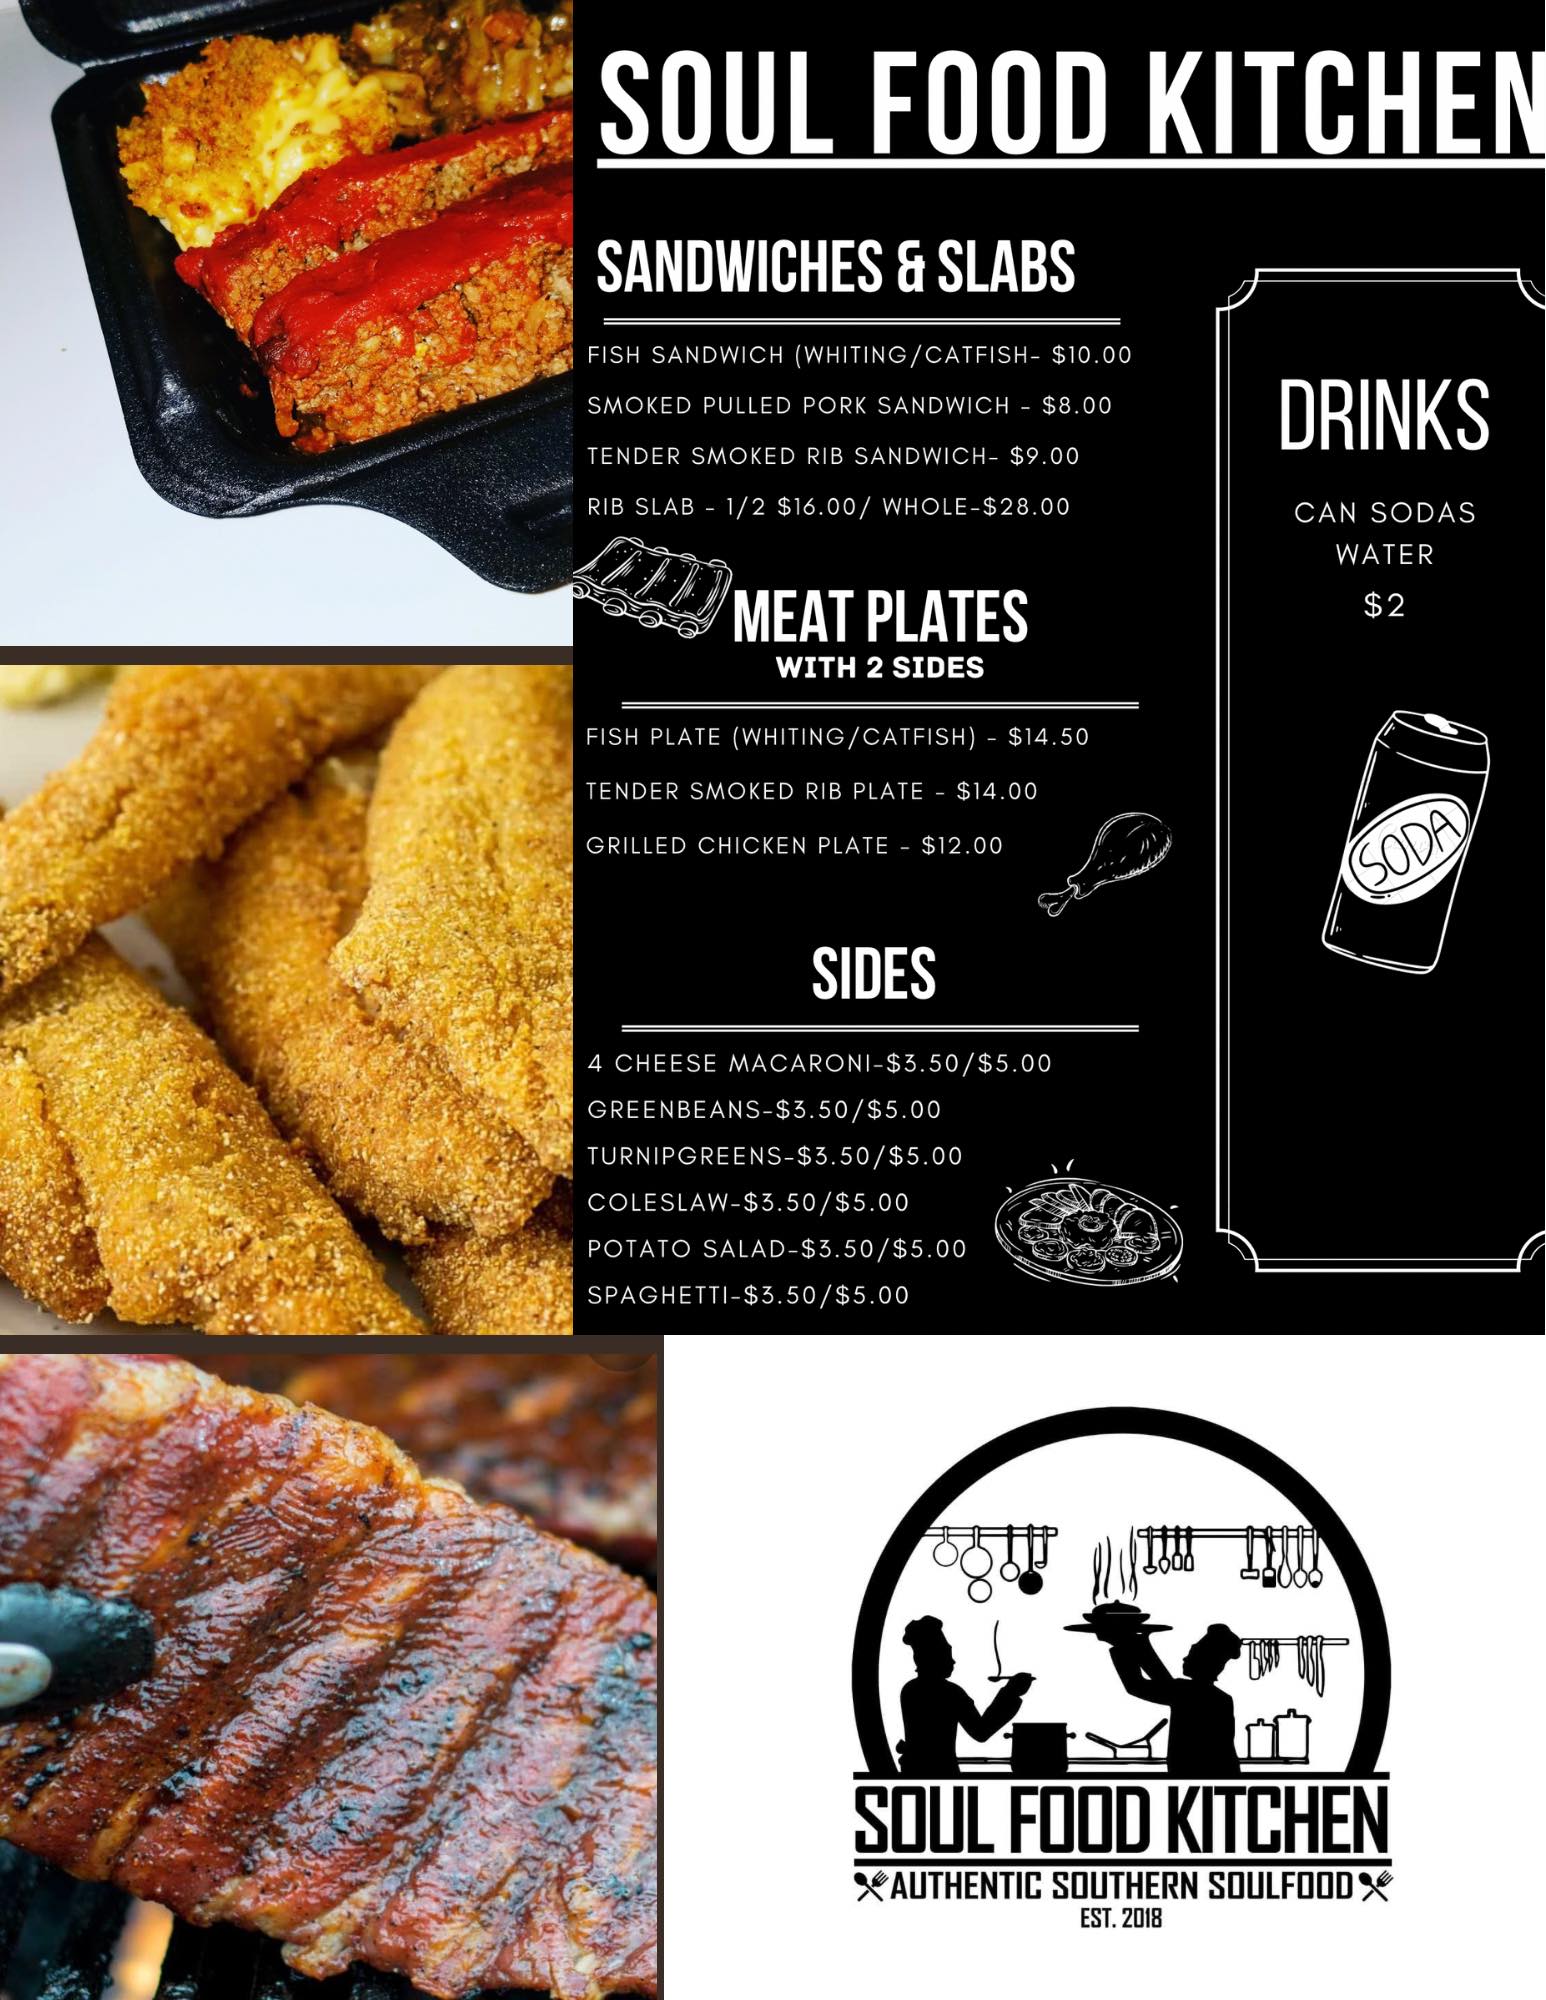 SOUL FOOD KITCHEN
SANDWICHES & SLABS
FISH SANDWICH (WHITING/CATFISH- $10.00
SMOKED PULLED PORK SANDWICH - $8.00
TENDER SMOKED RIB SANDWICH- $9.00
RIB SLAB - 1/2 $16.00/ WHOLE-$28.00
MEAT PLATES
WITH 2 SIDES
FISH PLATE (WHITING/CATFISH) - $14.50
TENDER SMOKED RIB PLATE - $14.00
GRILLED CHICKEN PLATE - $12.00
SIDES
4 CHEESE MACARONI-$3.50/$5.00
GREENBEANS-$3.50/$5.00
TURNIPGREENS-$3.50/$5.00
COLESLAW-$3.50/$5.00
POTATO SALAD-$3.50/$5.00
SPAGHETTI-$3.50/$5.00
DRINKS
CAN SODAS
WATER
$2
SODA
SOUL FOOD KITCHEN
AUTHENTIC SOUTHERN SOULFOOD
EST. 2018